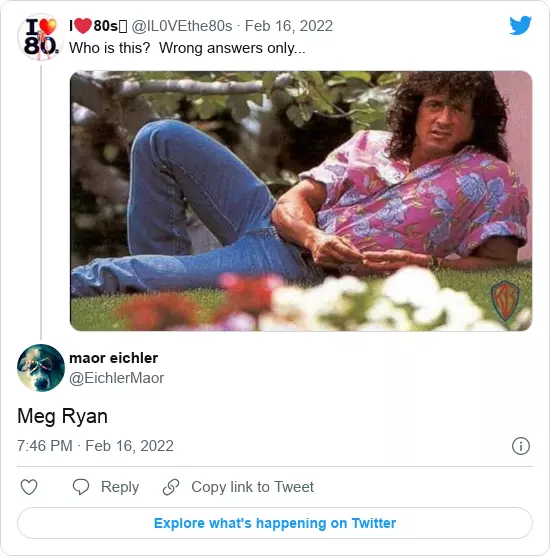 I❤80s
I❤️80s▯ @IL0VEthe80s · Feb 16, 2022
Who is this?  Wrong answers only...
maor eichler
@EichlerMaor
Meg Ryan
7:46 PM · Feb 16, 2022
Reply
Copy link to Tweet
Explore what's happening on Twitter